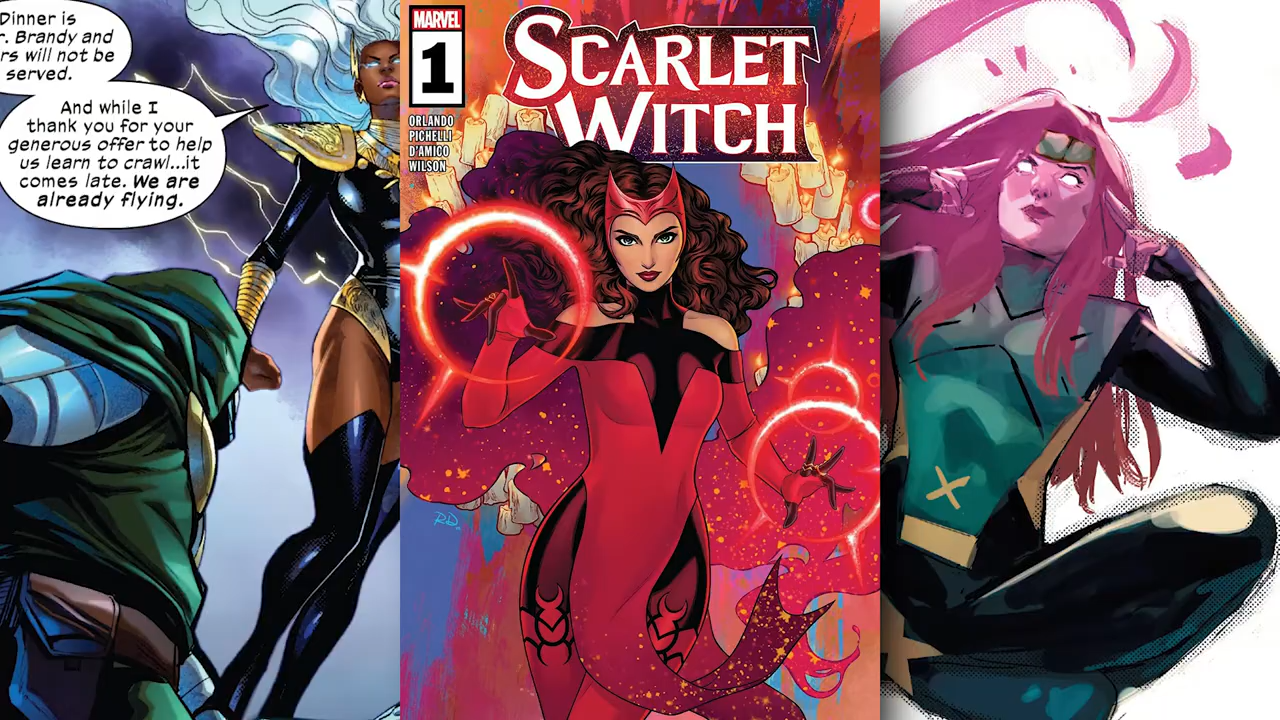 Dinner is
r. Brandy and
rs will not be
served.
And while I
thank you for your
generous offer to help
us learn to crawl...it
comes late. We are
already flying.
MARVEL
1
ORLANDO
PICHELLI
D'AMICO
WILSON
SCARLET
WITCH
RD
X